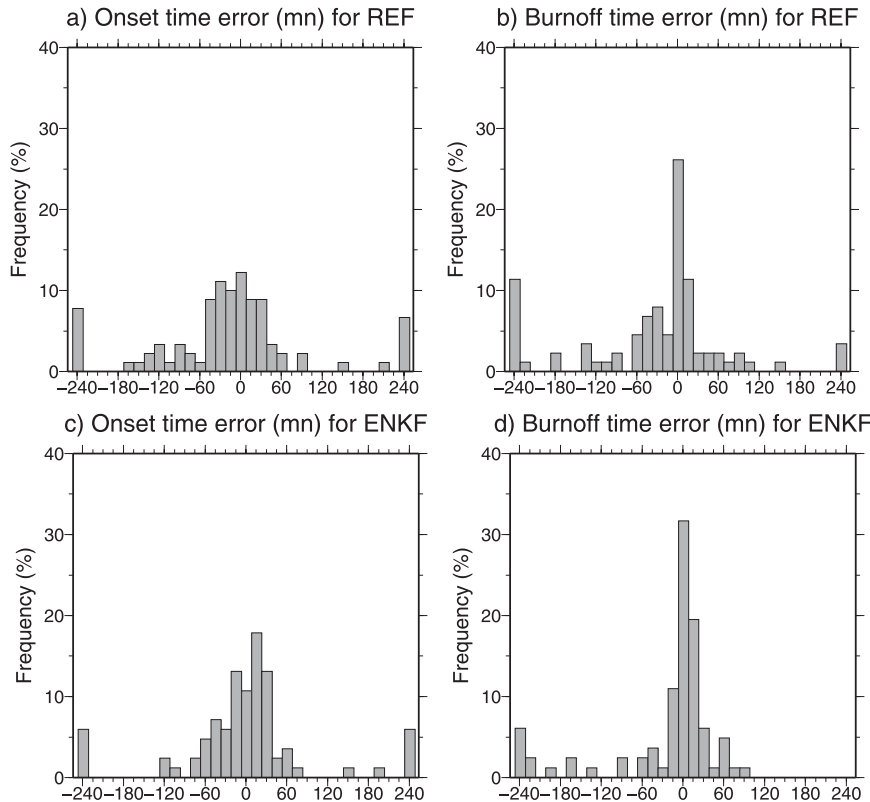 a) Onset time error (mn) for REF
b) Burnoff time error (mn) for REF
40
30
20
10
0
Frequency (%)
−240 −180 −120 −60 0 60 120 180 240
40
30
20
10
0
Frequency (%)
−240 −180 −120 −60 0 60 120 180 240
c) Onset time error (mn) for ENKF
d) Burnoff time error (mn) for ENKF
40
30
20
10
0
Frequency (%)
−240 −180 −120 −60 0 60 120 180 240
40
30
20
10
0
Frequency (%)
−240 −180 −120 −60 0 60 120 180 240